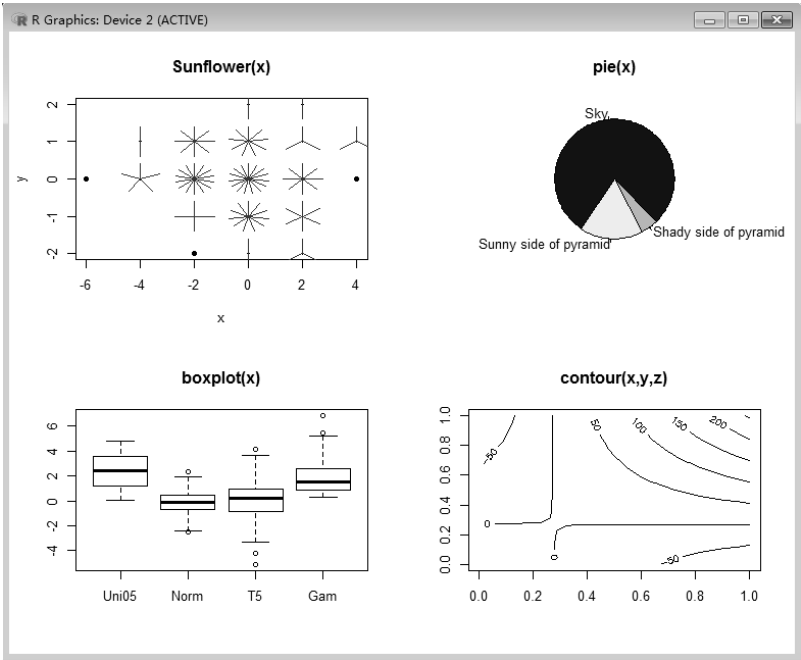 R Graphics: Device 2 (ACTIVE)
Sunflower(x)
2
1
0
-1
-2
y
-6 -4 -2 0 2 4
x
pie(x)
Sky
Shady side of pyramid
Sunny side of pyramid
boxplot(x)
6
4
2
0
-2
-4
Uni05 Norm T5 Gam
contour(x,y,z)
1.0
0.8
0.6
0.4
0.2
0.0
-50
50
100
150
200
0
0
-50
0.0 0.2 0.4 0.6 0.8 1.0